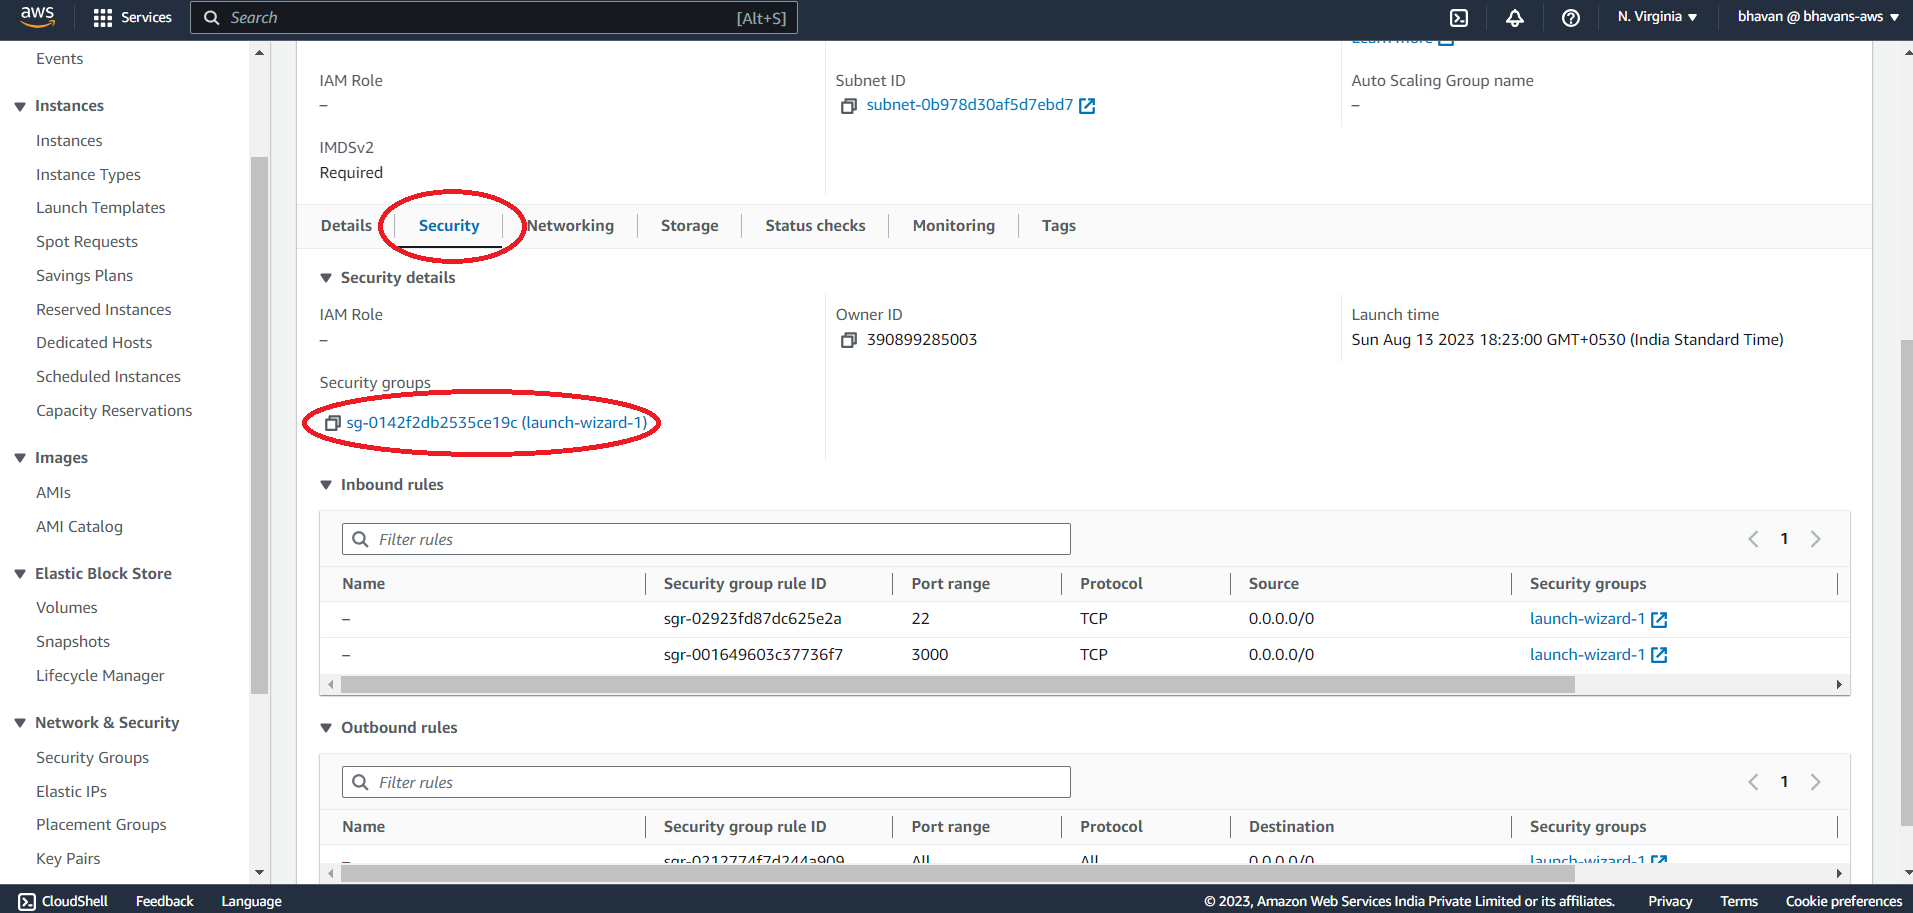 aws Services Search [Alt+S] N. Virginia bhavan @ bhavans-aws
Events
Instances
Instances
Instance Types
Launch Templates
Spot Requests
Savings Plans
Reserved Instances
Dedicated Hosts
Scheduled Instances
Capacity Reservations
Images
AMIs
AMI Catalog
Elastic Block Store
Volumes
Snapshots
Lifecycle Manager
Network & Security
Security Groups
Elastic IPs
Placement Groups
Key Pairs
Learn more
IAM Role Subnet ID Auto Scaling Group name
– subnet-0b978d30af5d7ebd7 –
IMDSv2
Required
Details Security Networking Storage Status checks Monitoring Tags
Security details
IAM Role Owner ID Launch time
– 390899285003 Sun Aug 13 2023 18:23:00 GMT+0530 (India Standard Time)
Security groups
sg-0142f2db2535ce19c (launch-wizard-1)
Inbound rules
Filter rules 1
Name Security group rule ID Port range Protocol Source Security groups
– sgr-02923fd87dc625e2a 22 TCP 0.0.0.0/0 launch-wizard-1
– sgr-001649603c37736f7 3000 TCP 0.0.0.0/0 launch-wizard-1
Outbound rules
Filter rules 1
Name Security group rule ID Port range Protocol Destination Security groups
– sgr-0212774f7d244a909 All All 0.0.0.0/0 launch-wizard-1
CloudShell Feedback Language © 2023, Amazon Web Services India Private Limited or its affiliates. Privacy Terms Cookie preferences